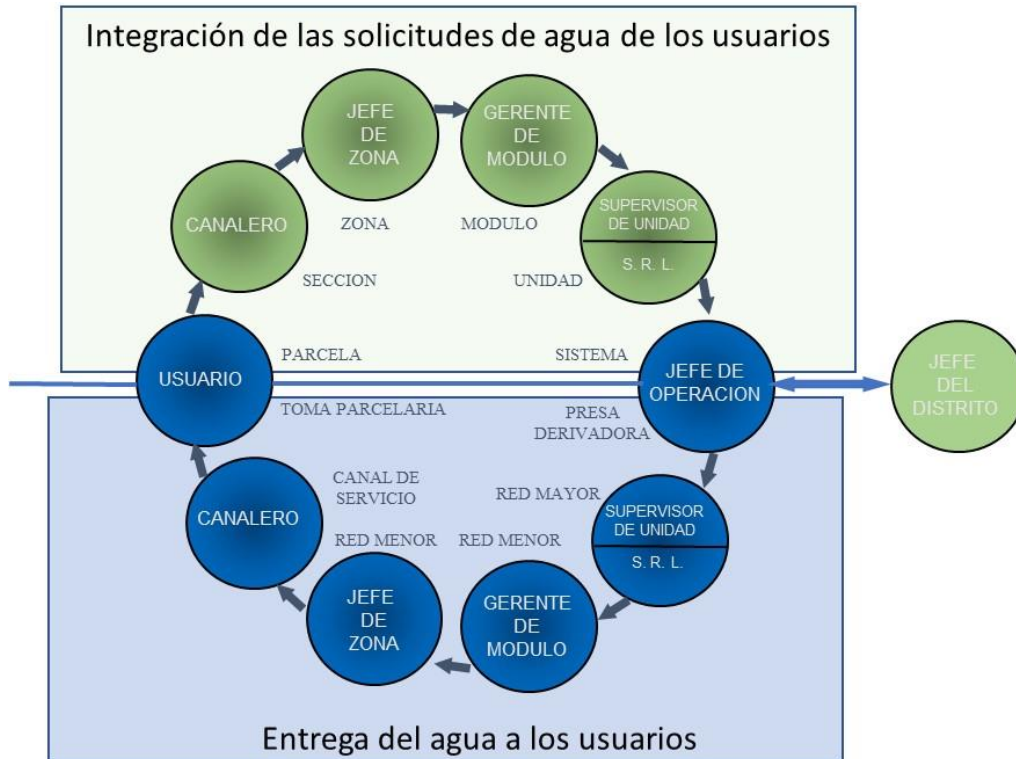 Integración de las solicitudes de agua de los usuarios
JEFE
DE
ZONA
GERENTE
DE
MODULO
CANALERO
ZONA
MODULO
SUPERVISOR
DE UNIDAD
S. R. L.
SECCION
UNIDAD
USUARIO
PARCELA
SISTEMA
JEFE DE
OPERACION
JEFE
DEL
DISTRITO
TOMA PARCELARIA
PRESA
DERIVADORA
CANAL DE
SERVICIO
RED MAYOR
CANALERO
SUPERVISOR
DE UNIDAD
S. R. L.
RED MENOR
RED MENOR
JEFE
DE
ZONA
GERENTE
DE
MODULO
Entrega del agua a los usuarios